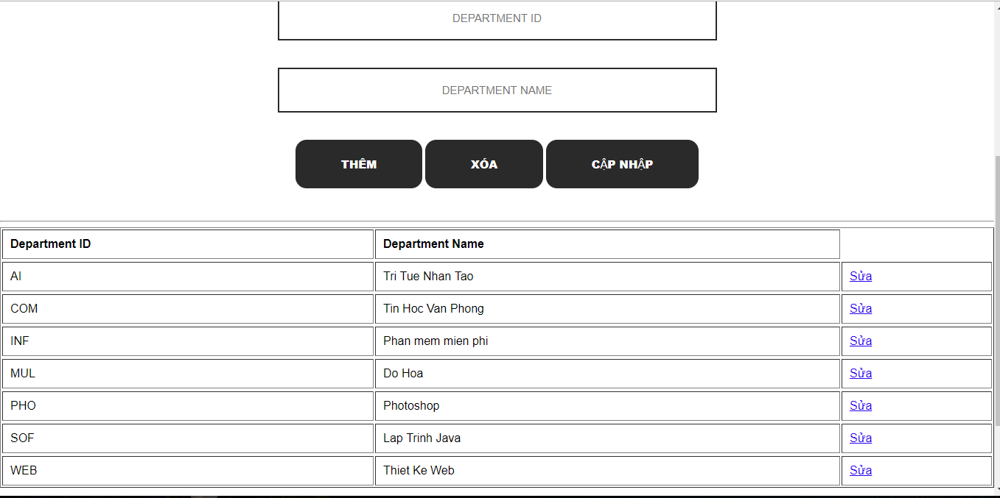 DEPARTMENT ID
DEPARTMENT NAME
THÊM XÓA CẬP NHẬP
Department ID Department Name
AI Tri Tue Nhan Tao Sửa
COM Tin Hoc Van Phong Sửa
INF Phan mem mien phi Sửa
MUL Do Hoa Sửa
PHO Photoshop Sửa
SOF Lap Trinh Java Sửa
WEB Thiet Ke Web Sửa